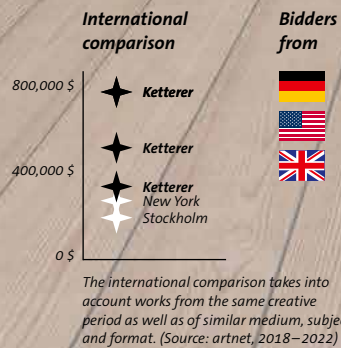 International
comparison
Bidders
from
800,000 $
Ketterer
Ketterer
400,000 $
Ketterer
New York
Stockholm
0 $
The international comparison takes into
account works from the same creative
period as well as of similar medium, subje
and format. (Source: artnet, 2018–2022)